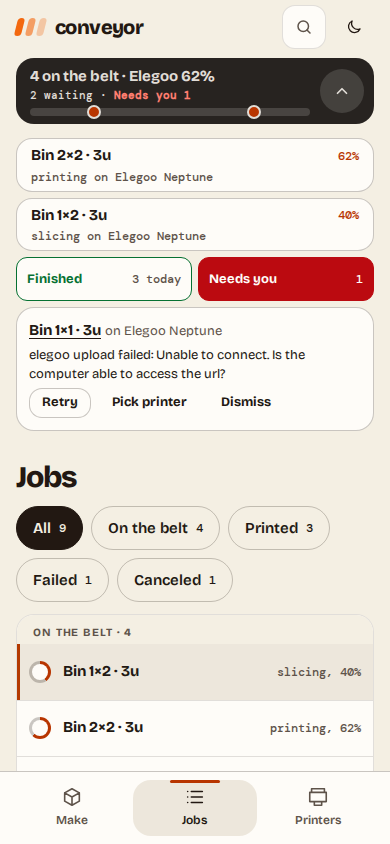 conveyor
4 on the belt · Elegoo 62%
2 waiting · Needs you 1
Bin 2×2 · 3u 62%
printing on Elegoo Neptune
Bin 1×2 · 3u 40%
slicing on Elegoo Neptune
Finished 3 today Needs you 1
Bin 1×1 · 3u on Elegoo Neptune
elegoo upload failed: Unable to connect. Is the
computer able to access the url?
Retry Pick printer Dismiss
Jobs
All 9 On the belt 4 Printed 3
Failed 1 Canceled 1
ON THE BELT · 4
Bin 1×2 · 3u slicing, 40%
Bin 2×2 · 3u printing, 62%
Make Jobs Printers